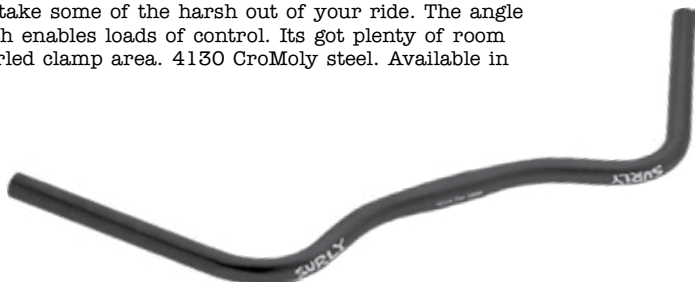 take some of the harsh out of your ride. The angle
h enables loads of control. Its got plenty of room
rled clamp area. 4130 CroMoly steel. Available in
SURLY
SURLY